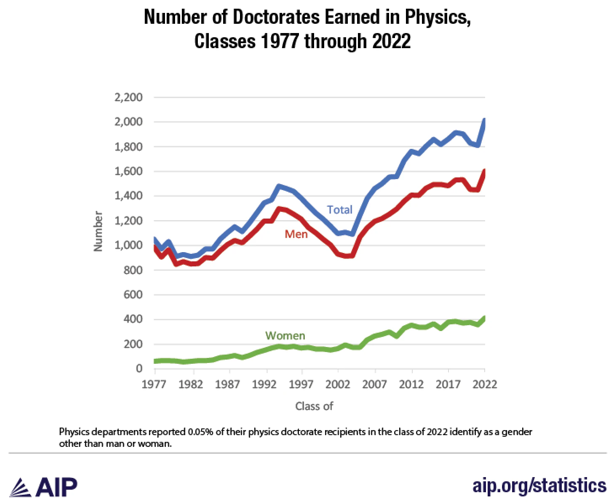 Number of Doctorates Earned in Physics,
Classes 1977 through 2022
2,200
2,000
1,800
1,600
1,400
1,200
1,000
800
600
400
200
0
Number
Total
Men
Women
1977 1982 1987 1992 1997 2002 2007 2012 2017 2022
Class of
Physics departments reported 0.05% of their physics doctorate recipients in the class of 2022 identify as a gender
other than man or woman.
AIP
aip.org/statistics